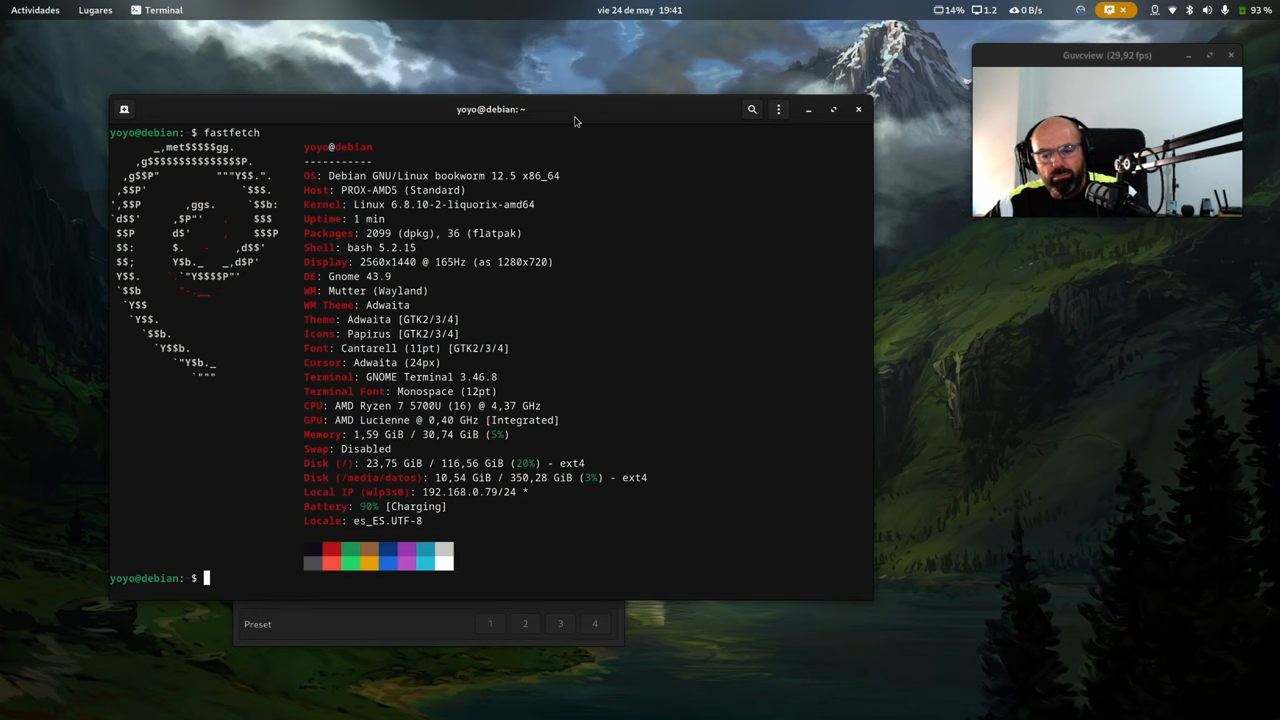 Actividades Lugares Terminal vie 24 de may 19:41 14% 1.2 0 B/s 93 %
Guvcview (29,92 fps)
yoyo@debian: ~
yoyo@debian: $ fastfetch
_,met$$$$$gg. yoyo@debian
,g$$$$$$$$$$$$$$$P. -----------
,g$$P" """Y$$.". OS: Debian GNU/Linux bookworm 12.5 x86_64
,$$P' `$$$. Host: PROX-AMD5 (Standard)
',$$P ,ggs. `$$b: Kernel: Linux 6.8.10-2-liquorix-amd64
`d$$' ,$P"' . $$$ Uptime: 1 min
$$P d$' , $$$P Packages: 2099 (dpkg), 36 (flatpak)
$$: $. - ,d$$' Shell: bash 5.2.15
$$; Y$b._ _,d$P' Display: 2560x1440 @ 165Hz (as 1280x720)
Y$$. `.`"Y$$$$P"' DE: Gnome 43.9
`$$b "-.__ WM: Mutter (Wayland)
`Y$$ WM Theme: Adwaita
`Y$$. Theme: Adwaita [GTK2/3/4]
`$$b. Icons: Papirus [GTK2/3/4]
`Y$$b. Font: Cantarell (11pt) [GTK2/3/4]
`"Y$b._ Cursor: Adwaita (24px)
`""" Terminal: GNOME Terminal 3.46.8
Terminal Font: Monospace (12pt)
CPU: AMD Ryzen 7 5700U (16) @ 4,37 GHz
GPU: AMD Lucienne @ 0,40 GHz [Integrated]
Memory: 1,59 GiB / 30,74 GiB (5%)
Swap: Disabled
Disk (/): 23,75 GiB / 116,56 GiB (20%) - ext4
Disk (/media/datos): 10,54 GiB / 350,28 GiB (3%) - ext4
Local IP (wlp3s0): 192.168.0.79/24 *
Battery: 90% [Charging]
Locale: es_ES.UTF-8
yoyo@debian: $
Preset 1 2 3 4